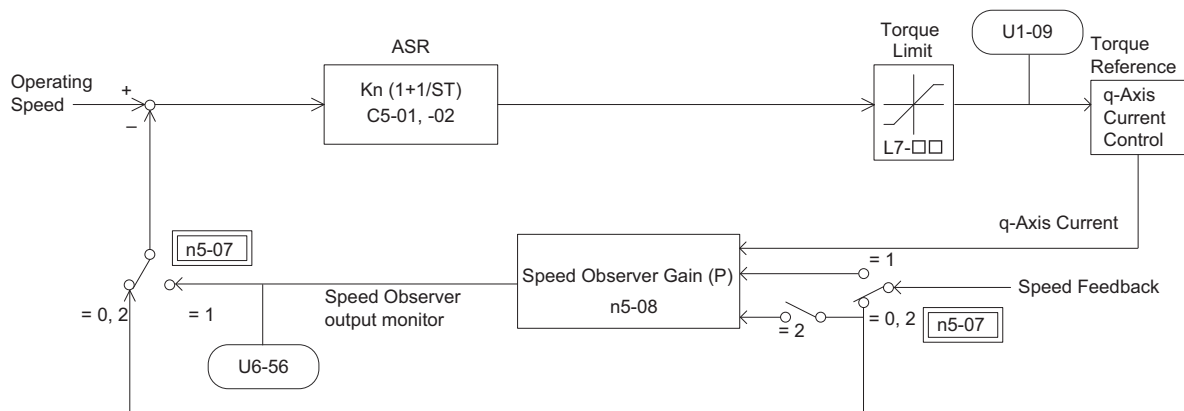 ASR
Torque
Limit
U1-09
Torque
Reference
Operating
Speed
+
–
Kn (1+1/ST)
C5-01, -02
L7-□□
q-Axis
Current
Control
q-Axis Current
n5-07
= 0, 2
= 1
Speed Observer
output monitor
U6-56
Speed Observer Gain (P)
n5-08
= 1
Speed Feedback
= 2
= 0, 2
n5-07